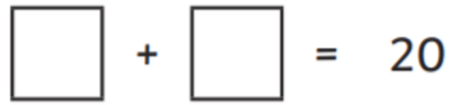 □ + □ = 20